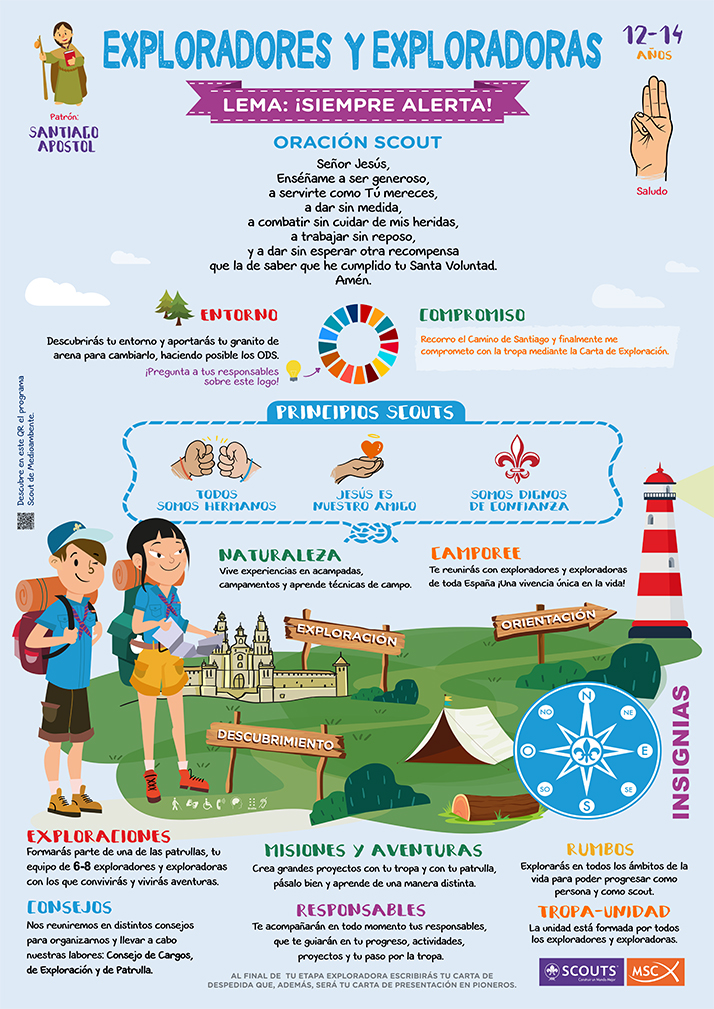 EXPLORADORES Y EXPLORADORAS
12-14
AÑOS
LEMA: ¡SIEMPRE ALERTA!
Patrón:
SANTIAGO
APOSTOL
Saludo
ORACIÓN SCOUT
Señor Jesús,
Enséñame a ser generoso,
a servirte como Tú mereces,
a dar sin medida,
a combatir sin cuidar de mis heridas,
a trabajar sin reposo,
y a dar sin esperar otra recompensa
que la de saber que he cumplido tu Santa Voluntad.
Amén.
ENTORNO
Descubrirás tu entorno y aportarás tu granito de
arena para cambiarlo, haciendo posible los ODS.
¡Pregunta a tus responsables
sobre este logo!
COMPROMISO
Recorro el Camino de Santiago y finalmente me
comprometo con la tropa mediante la Carta de Exploración.
Descubre en este QR el programa
Scout de Medioambente.
PRINCIPIOS SCOUTS
TODOS
SOMOS HERMANOS
JESÚS ES
NUESTRO AMIGO
SOMOS DIGNOS
DE CONFIANZA
NATURALEZA
Vive experiencias en acampadas,
campamentos y aprende técnicas de campo.
CAMPOREE
Te reunirás con exploradores y exploradoras
de toda España ¡Una vivencia única en la vida!
EXPLORACIÓN
ORIENTACIÓN
DESCUBRIMIENTO
N
NO
NE
O
E
SO
SE
S
INSIGNIAS
EXPLORACIONES
Formarás parte de una de las patrullas, tu
equipo de 6-8 exploradores y exploradoras
con los que convivirás y vivirás aventuras.
MISIONES Y AVENTURAS
Crea grandes proyectos con tu tropa y con tu patrulla,
pásalo bien y aprende de una manera distinta.
RUMBOS
Explorarás en todos los ámbitos de la
vida para poder progresar como
persona y como scout.
CONSEJOS
Nos reuniremos en distintos consejos
para organizarnos y llevar a cabo
nuestras labores: Consejo de Cargos,
de Exploración y de Patrulla.
RESPONSABLES
Te acompañarán en todo momento tus responsables,
que te guiarán en tu progreso, actividades,
proyectos y tu paso por la tropa.
TROPA-UNIDAD
La unidad está formada por todos
los exploradores y exploradoras.
AL FINAL DE TU ETAPA EXPLORADORA ESCRIBIRÁS TU CARTA DE
DESPEDIDA QUE, ADEMÁS, SERÁ TU CARTA DE PRESENTACIÓN EN PIONEROS.
SCOUTS
Construir un Mundo Mejor
MSC